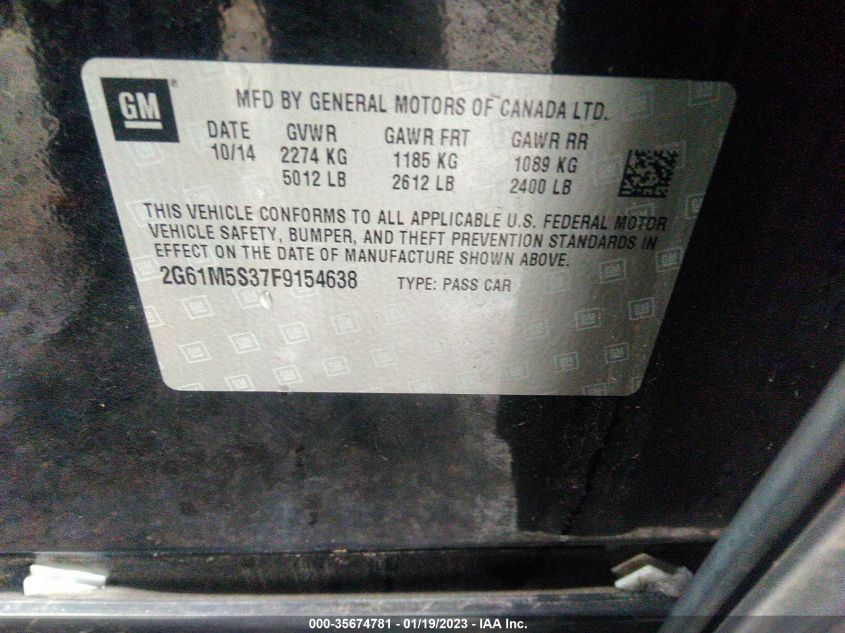 GM ®
MFD BY GENERAL MOTORS OF CANADA LTD.
DATE GVWR GAWR FRT GAWR RR
10/14 2274 KG 1185 KG 1089 KG
5012 LB 2612 LB 2400 LB
THIS VEHICLE CONFORMS TO ALL APPLICABLE U.S. FEDERAL MOTOR
VEHICLE SAFETY, BUMPER, AND THEFT PREVENTION STANDARDS IN
EFFECT ON THE DATE OF MANUFACTURE SHOWN ABOVE.
2G61M5S37F9154638 TYPE: PASS CAR
000-35674781 - 01/19/2023 - IAA Inc.